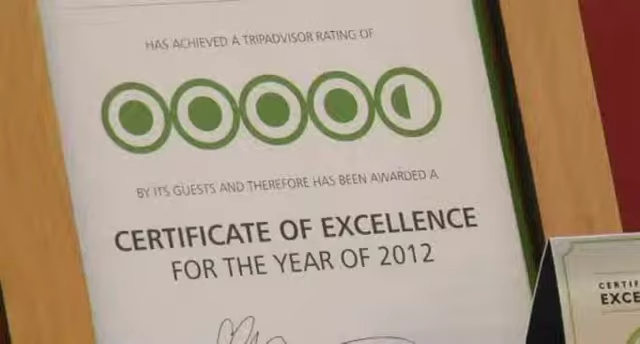 HAS ACHIEVED A TRIPADVISOR RATING OF
BY ITS GUESTS AND THEREFORE HAS BEEN AWARDED A
CERTIFICATE OF EXCELLENCE
FOR THE YEAR OF 2012